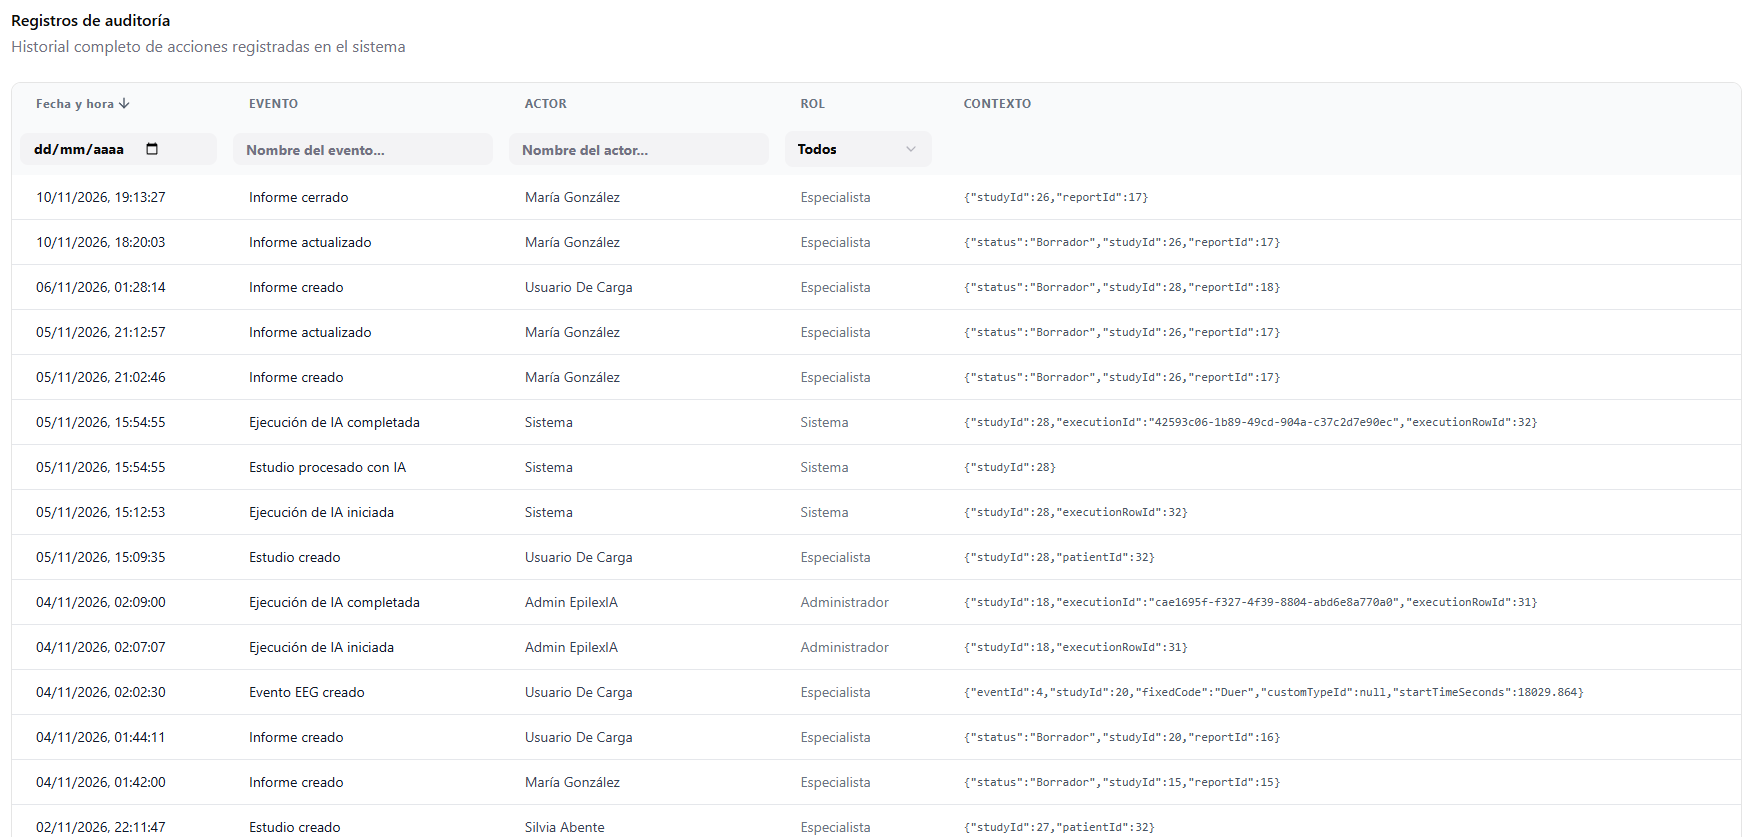 Registros de auditoría
Historial completo de acciones registradas en el sistema
Fecha y hora ↓ EVENTO ACTOR ROL CONTEXTO
dd/mm/aaaa Nombre del evento... Nombre del actor... Todos
10/11/2026, 19:13:27 Informe cerrado María González Especialista {"studyId":26,"reportId":17}
10/11/2026, 18:20:03 Informe actualizado María González Especialista {"status":"Borrador","studyId":26,"reportId":17}
06/11/2026, 01:28:14 Informe creado Usuario De Carga Especialista {"status":"Borrador","studyId":28,"reportId":18}
05/11/2026, 21:12:57 Informe actualizado María González Especialista {"status":"Borrador","studyId":26,"reportId":17}
05/11/2026, 21:02:46 Informe creado María González Especialista {"status":"Borrador","studyId":26,"reportId":17}
05/11/2026, 15:54:55 Ejecución de IA completada Sistema Sistema {"studyId":28,"executionId":"42593c06-1b89-49cd-904a-c37c2d7e90ec","executionRowId":32}
05/11/2026, 15:54:55 Estudio procesado con IA Sistema Sistema {"studyId":28}
05/11/2026, 15:12:53 Ejecución de IA iniciada Sistema Sistema {"studyId":28,"executionRowId":32}
05/11/2026, 15:09:35 Estudio creado Usuario De Carga Especialista {"studyId":28,"patientId":32}
04/11/2026, 02:09:00 Ejecución de IA completada Admin EpilexIA Administrador {"studyId":18,"executionId":"cae1695f-f327-4f39-8804-abd6e8a770a0","executionRowId":31}
04/11/2026, 02:07:07 Ejecución de IA iniciada Admin EpilexIA Administrador {"studyId":18,"executionRowId":31}
04/11/2026, 02:02:30 Evento EEG creado Usuario De Carga Especialista {"eventId":4,"studyId":20,"fixedCode":"Duer","customTypeId":null,"startTimeSeconds":18029.864}
04/11/2026, 01:44:11 Informe creado Usuario De Carga Especialista {"status":"Borrador","studyId":20,"reportId":16}
04/11/2026, 01:42:00 Informe creado María González Especialista {"status":"Borrador","studyId":15,"reportId":15}
02/11/2026, 22:11:47 Estudio creado Silvia Abente Especialista {"studyId":27,"patientId":32}